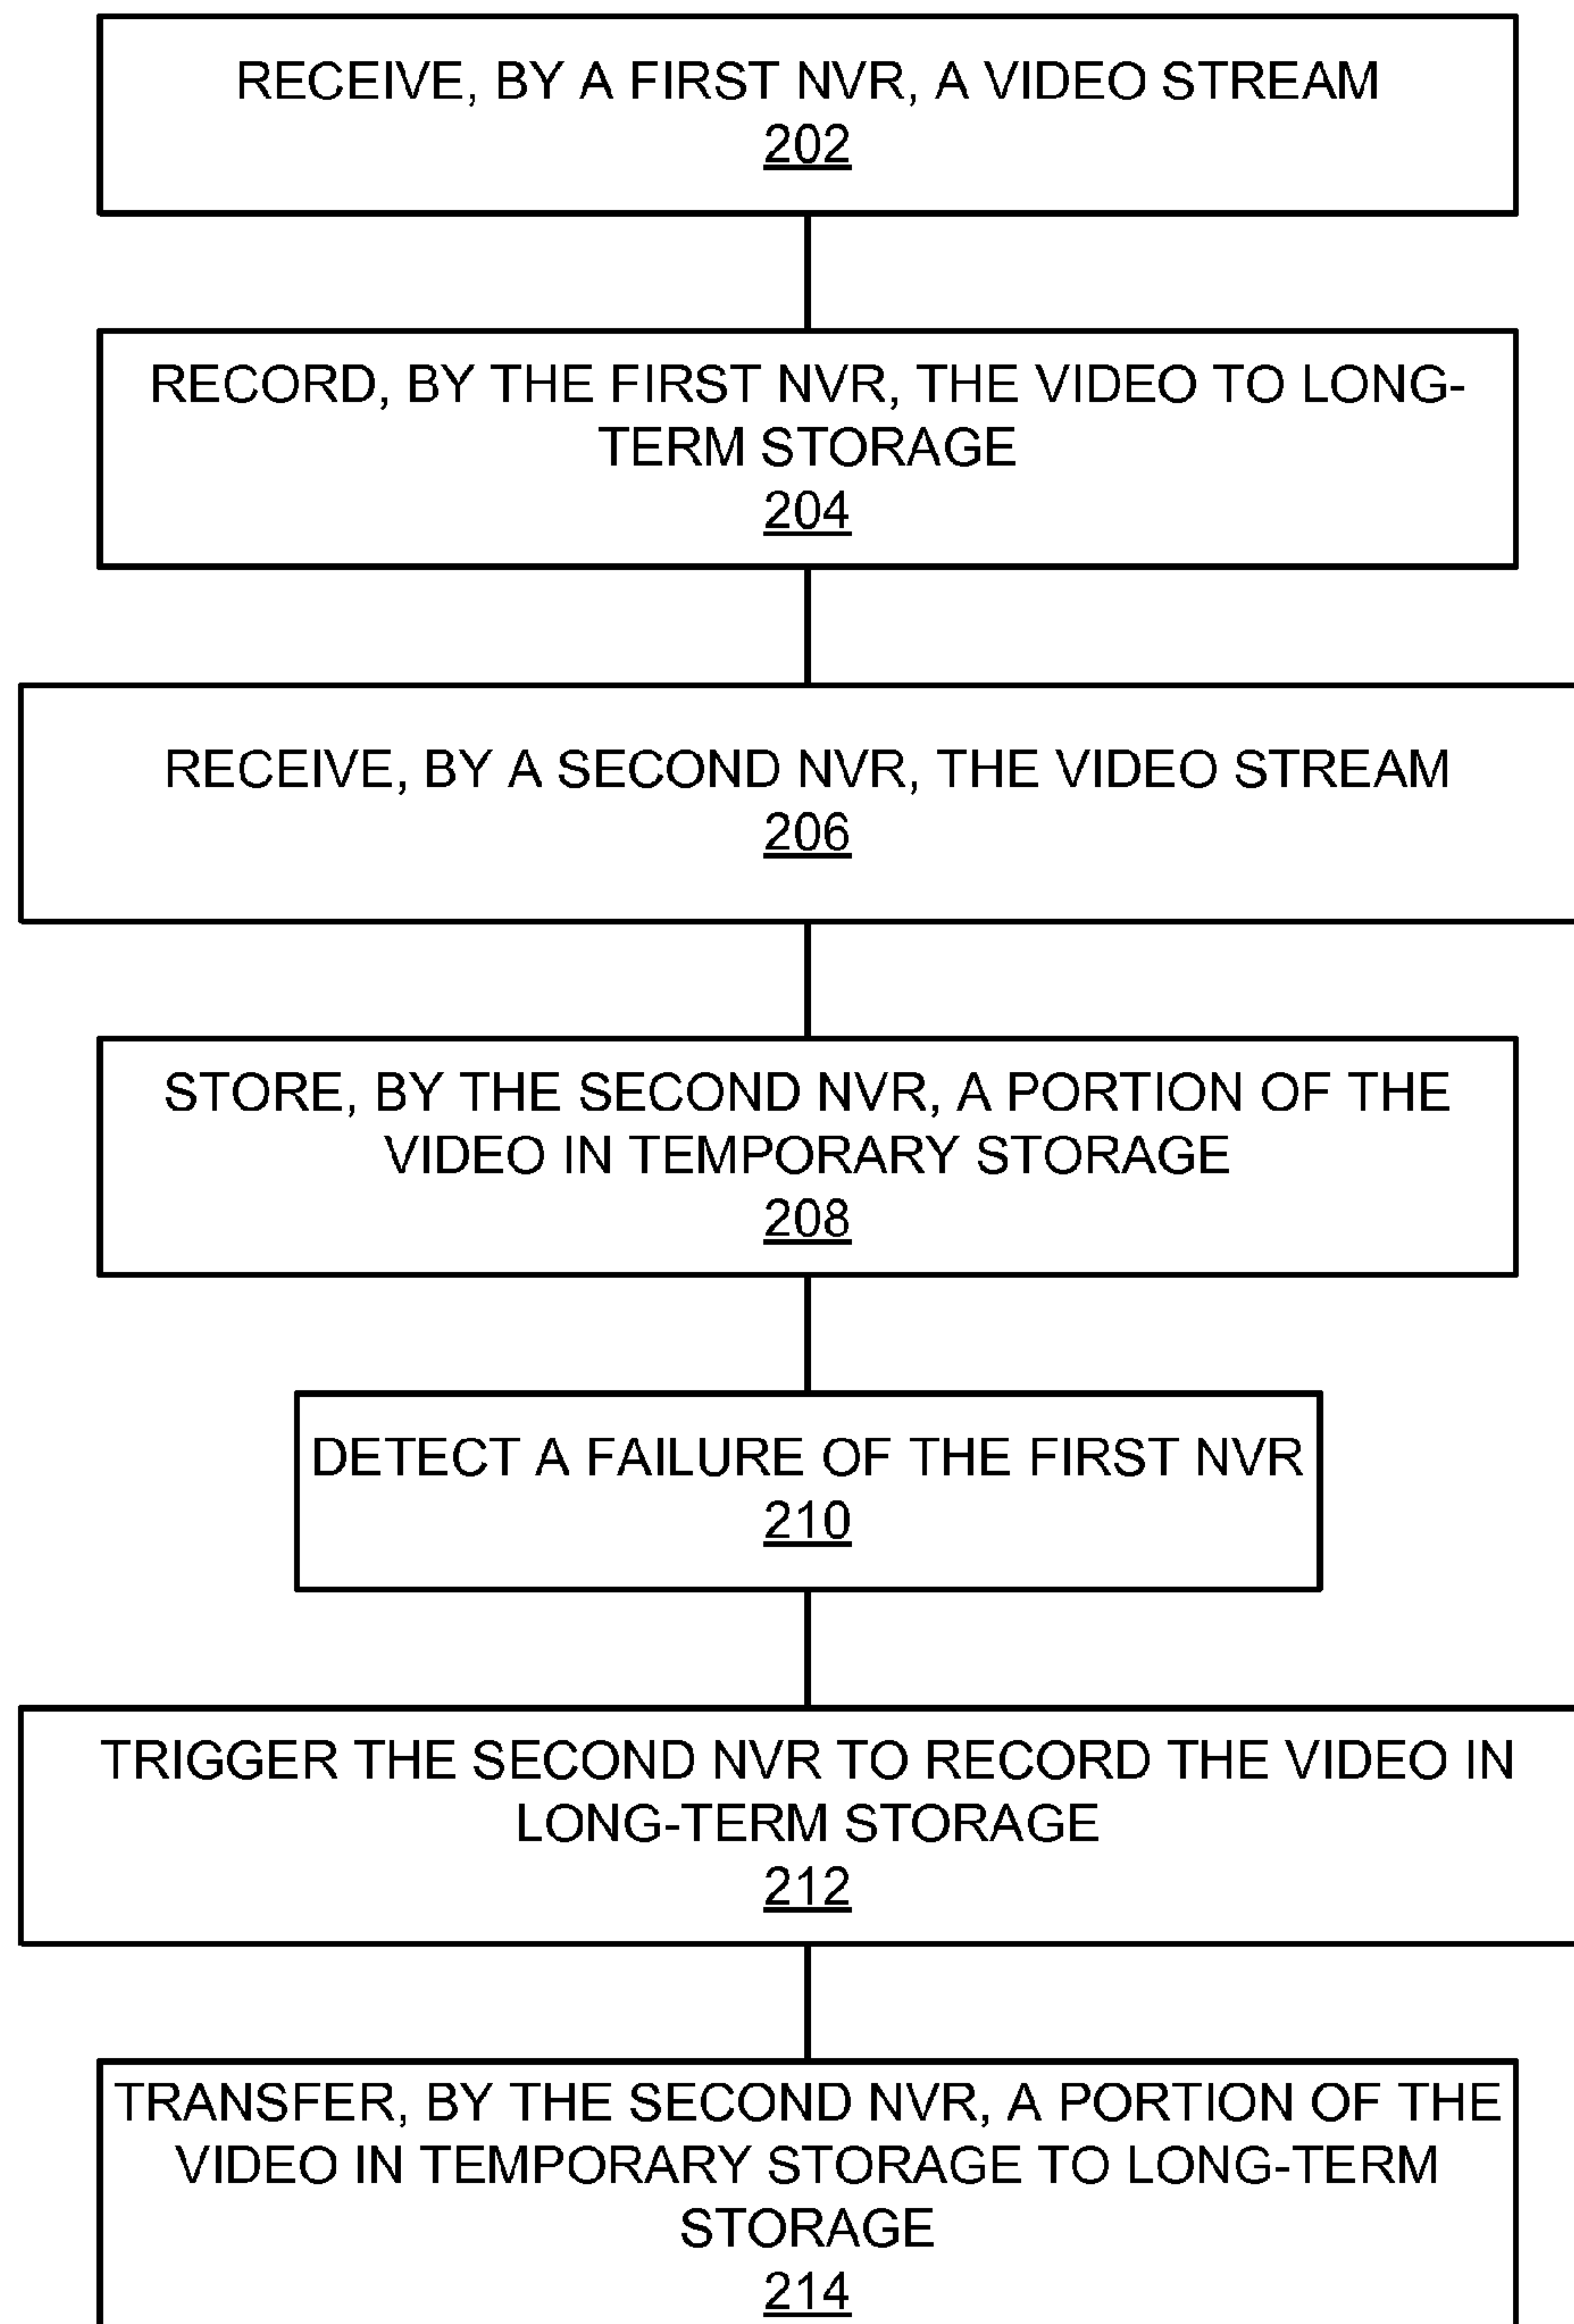 RECEIVE, BY A FIRST NVR, A VIDEO STREAM
202
RECORD, BY THE FIRST NVR, THE VIDEO TO LONG-
TERM STORAGE
204
RECEIVE, BY A SECOND NVR, THE VIDEO STREAM
206
STORE, BY THE SECOND NVR, A PORTION OF THE
VIDEO IN TEMPORARY STORAGE
208
DETECT A FAILURE OF THE FIRST NVR
210
TRIGGER THE SECOND NVR TO RECORD THE VIDEO IN
LONG-TERM STORAGE
212
TRANSFER, BY THE SECOND NVR, A PORTION OF THE
VIDEO IN TEMPORARY STORAGE TO LONG-TERM
STORAGE
214